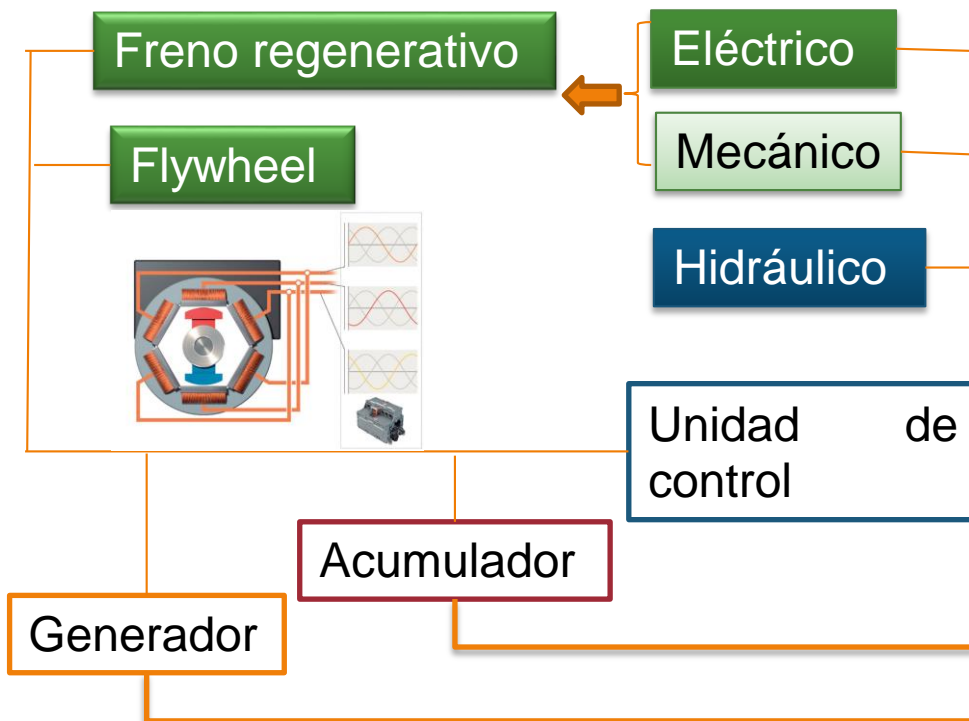 Freno regenerativo
Eléctrico
Flywheel
Mecánico
Hidráulico
Unidad de
control
Acumulador
Generador